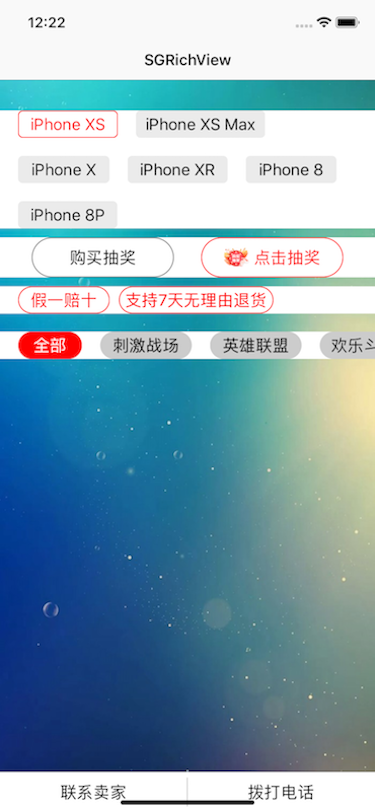 12:22
SGRichView
iPhone XS iPhone XS Max
iPhone X iPhone XR iPhone 8
iPhone 8P
购买抽奖 点击抽奖
假一赔十 支持7天无理由退货
全部 刺激战场 英雄联盟 欢乐斗
联系卖家 拨打电话